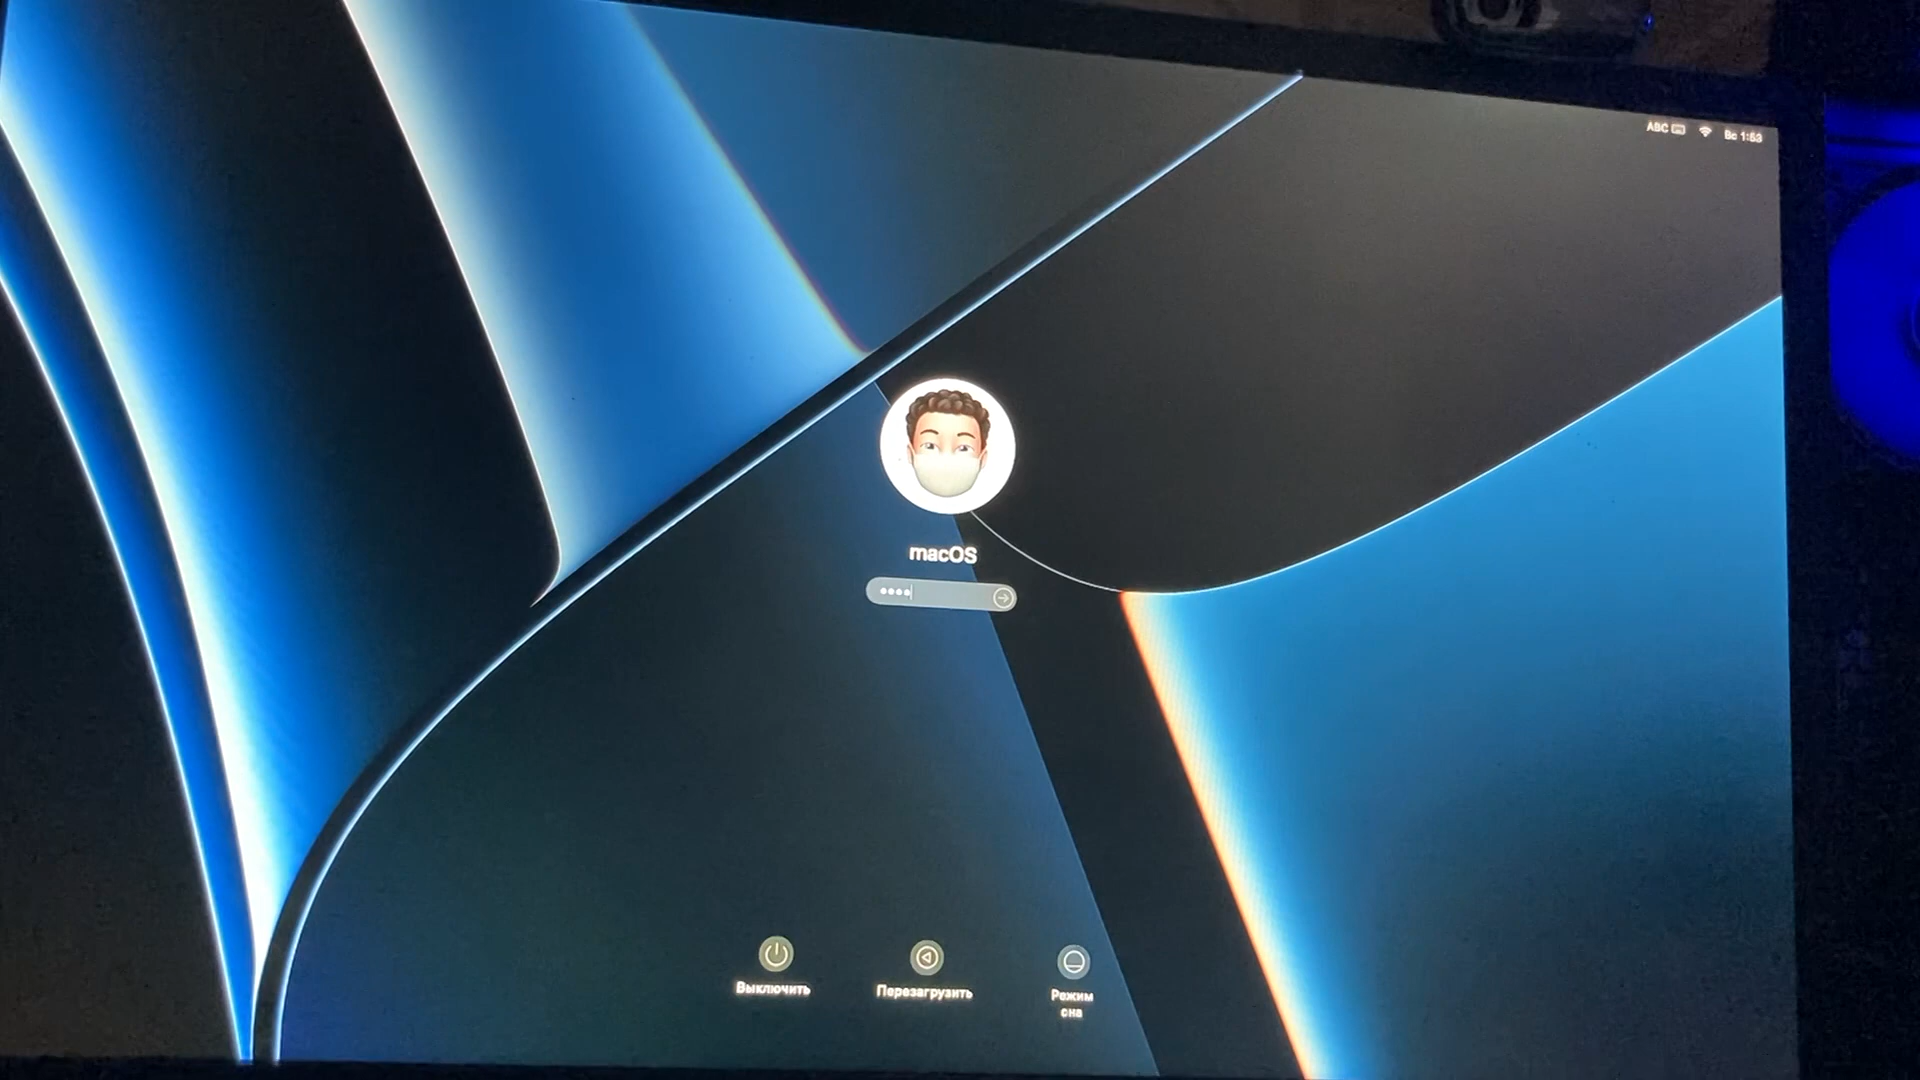 ABC Вс 1:53
macOS
Выключить
Перезагрузить
Режим
сна